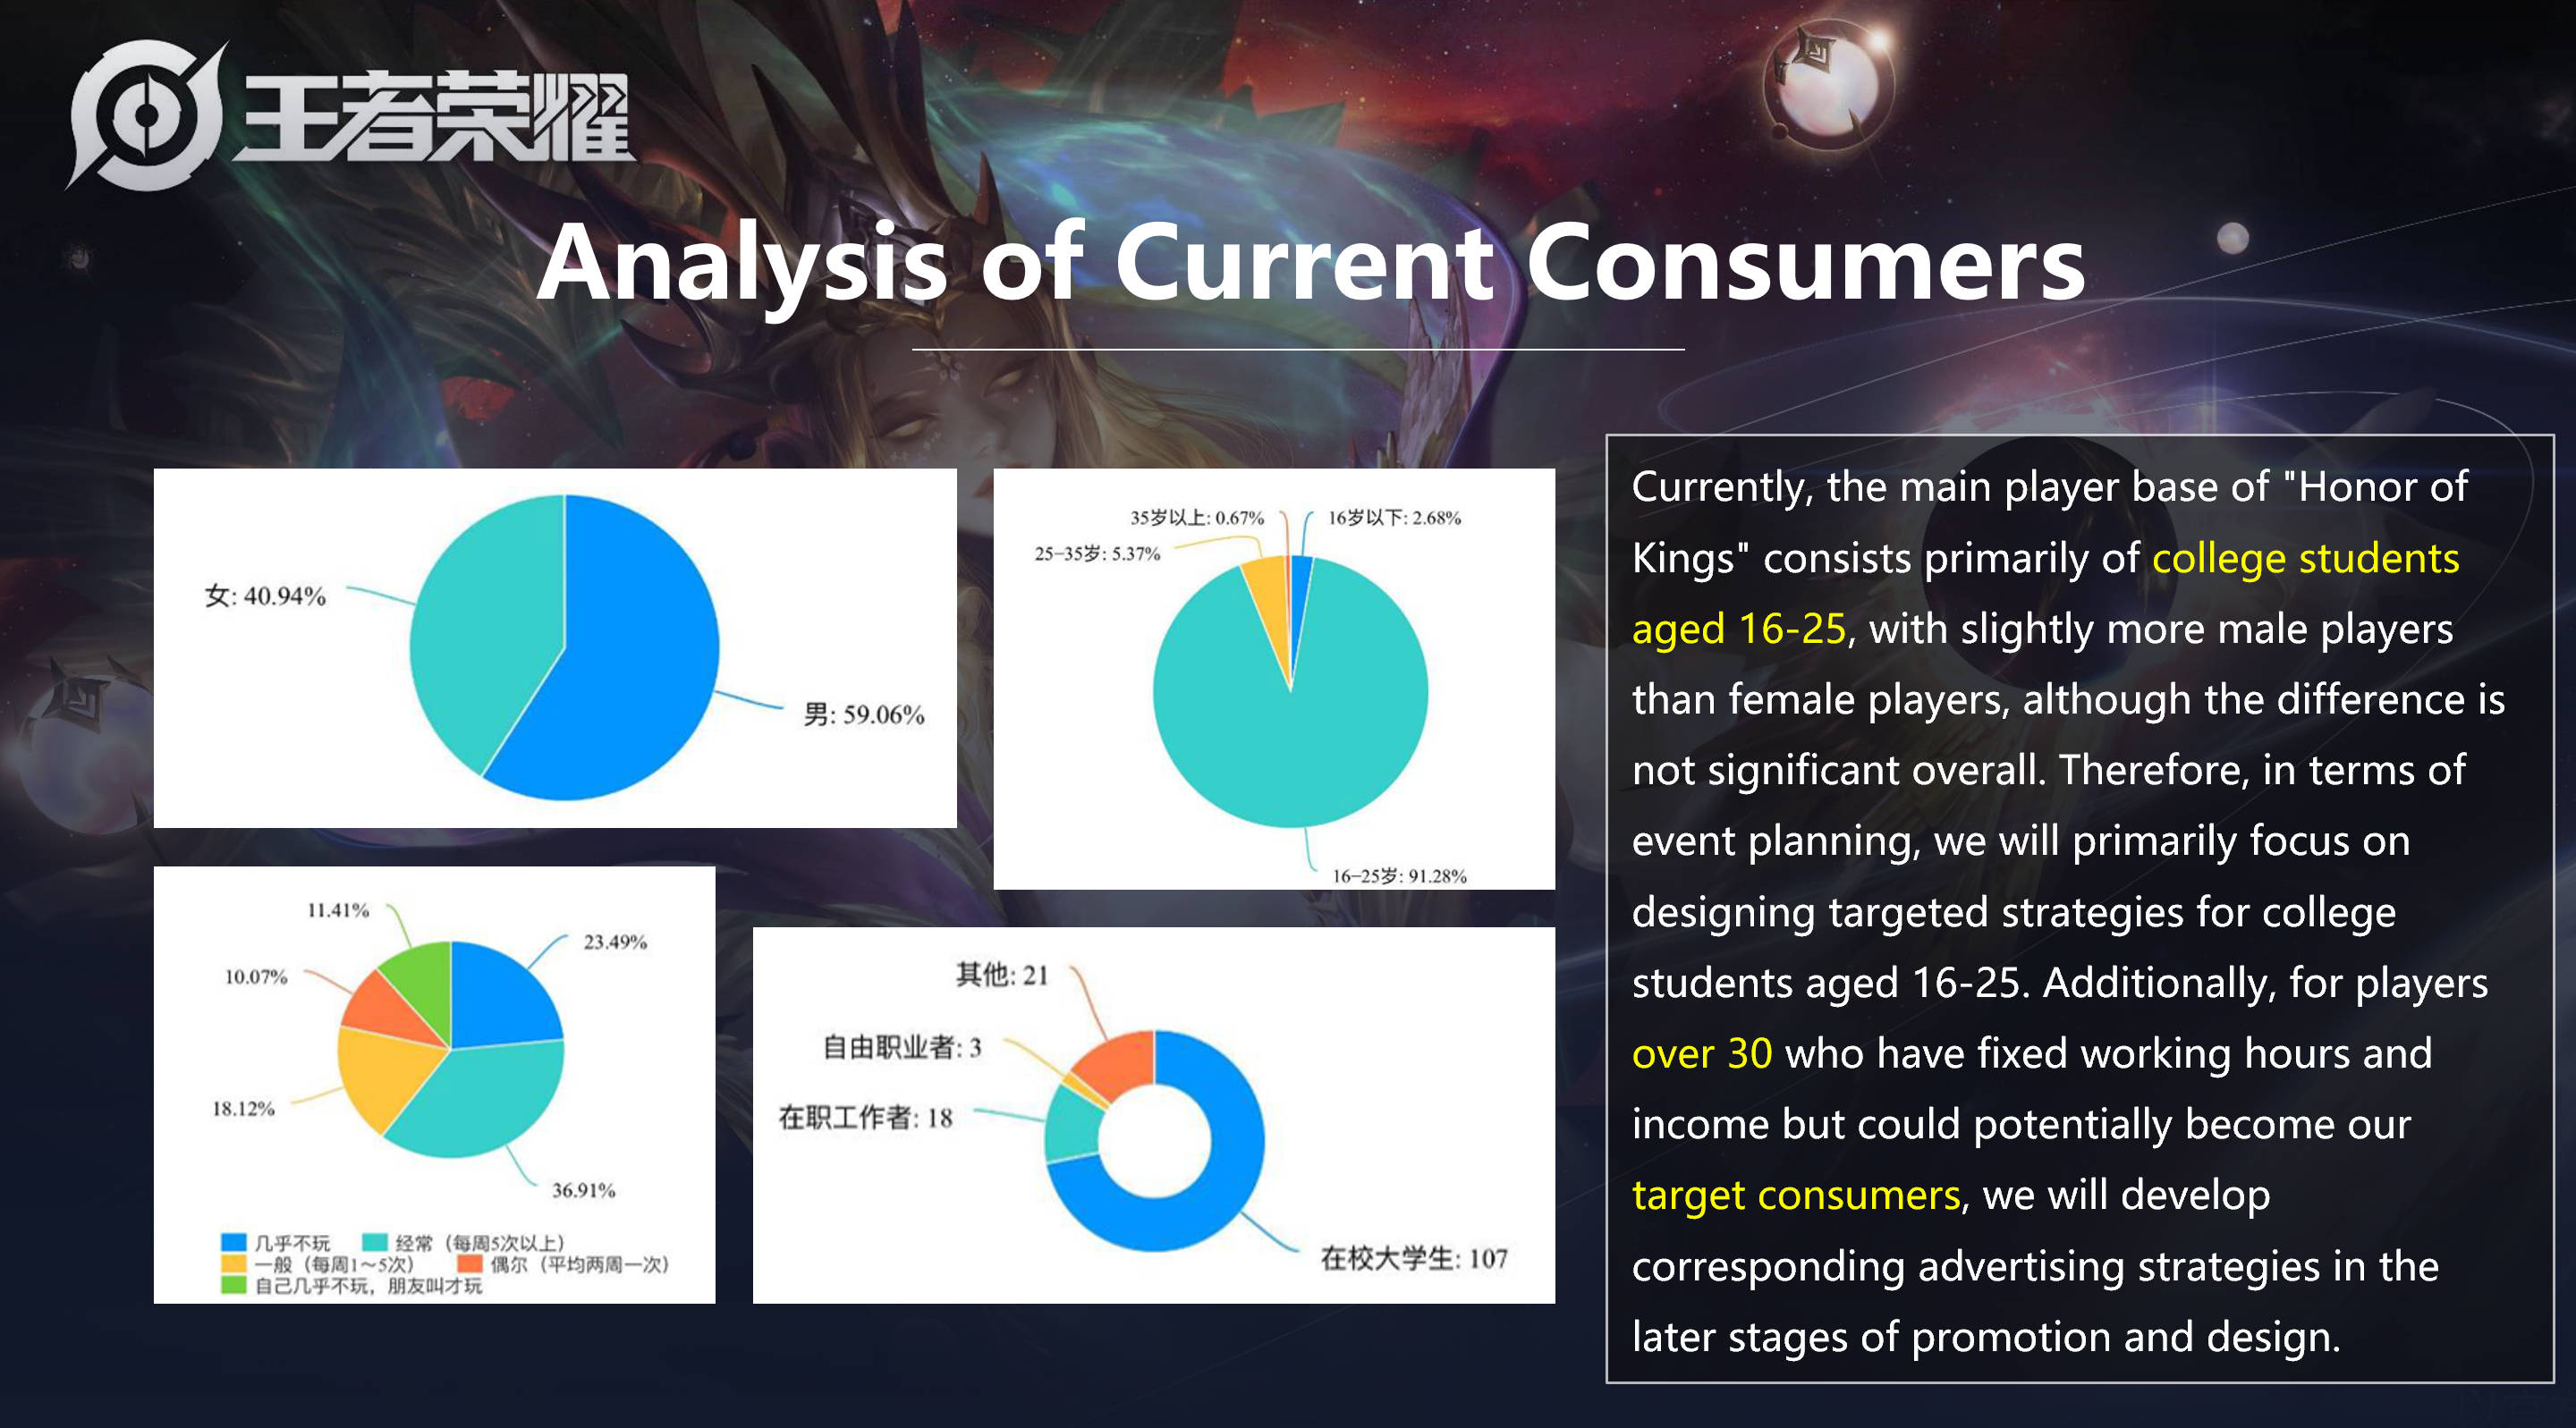 王者荣耀
Analysis of Current Consumers
女: 40.94%
男: 59.06%
35岁以上: 0.67%
16岁以下: 2.68%
25-35岁: 5.37%
16-25岁: 91.28%
11.41%
23.49%
10.07%
18.12%
36.91%
几乎不玩 经常（每周5次以上）
一般（每周1～5次） 偶尔（平均两周一次）
自己几乎不玩，朋友叫才玩
其他: 21
自由职业者: 3
在职工作者: 18
在校大学生: 107
Currently, the main player base of "Honor of
Kings" consists primarily of college students
aged 16-25, with slightly more male players
than female players, although the difference is
not significant overall. Therefore, in terms of
event planning, we will primarily focus on
designing targeted strategies for college
students aged 16-25. Additionally, for players
over 30 who have fixed working hours and
income but could potentially become our
target consumers, we will develop
corresponding advertising strategies in the
later stages of promotion and design.